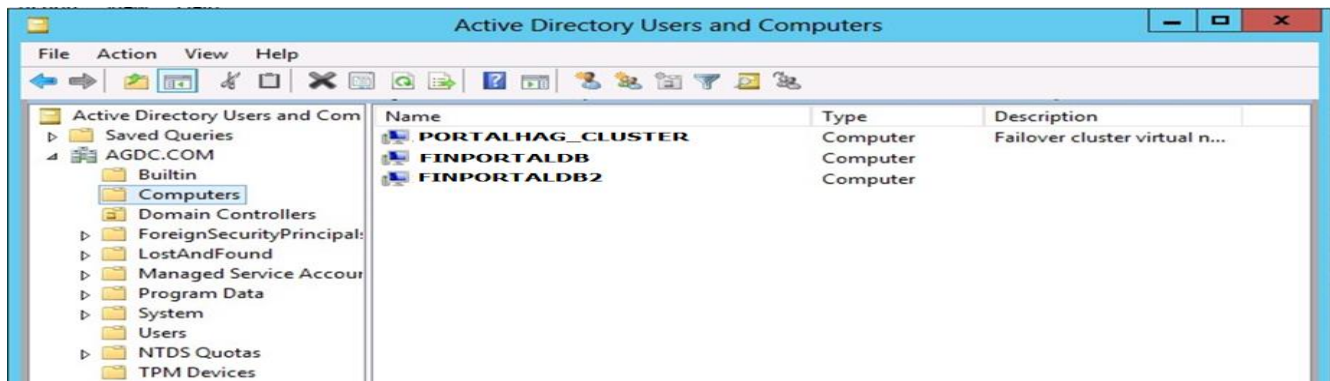 Active Directory Users and Computers
File Action View Help
Active Directory Users and Com
Saved Queries
AGDC.COM
Builtin
Computers
Domain Controllers
ForeignSecurityPrincipal:
LostAndFound
Managed Service Accour
Program Data
System
Users
NTDS Quotas
TPM Devices
Name Type Description
PORTALHAG_CLUSTER Computer Failover cluster virtual n...
FINPORTALDB Computer
FINPORTALDB2 Computer